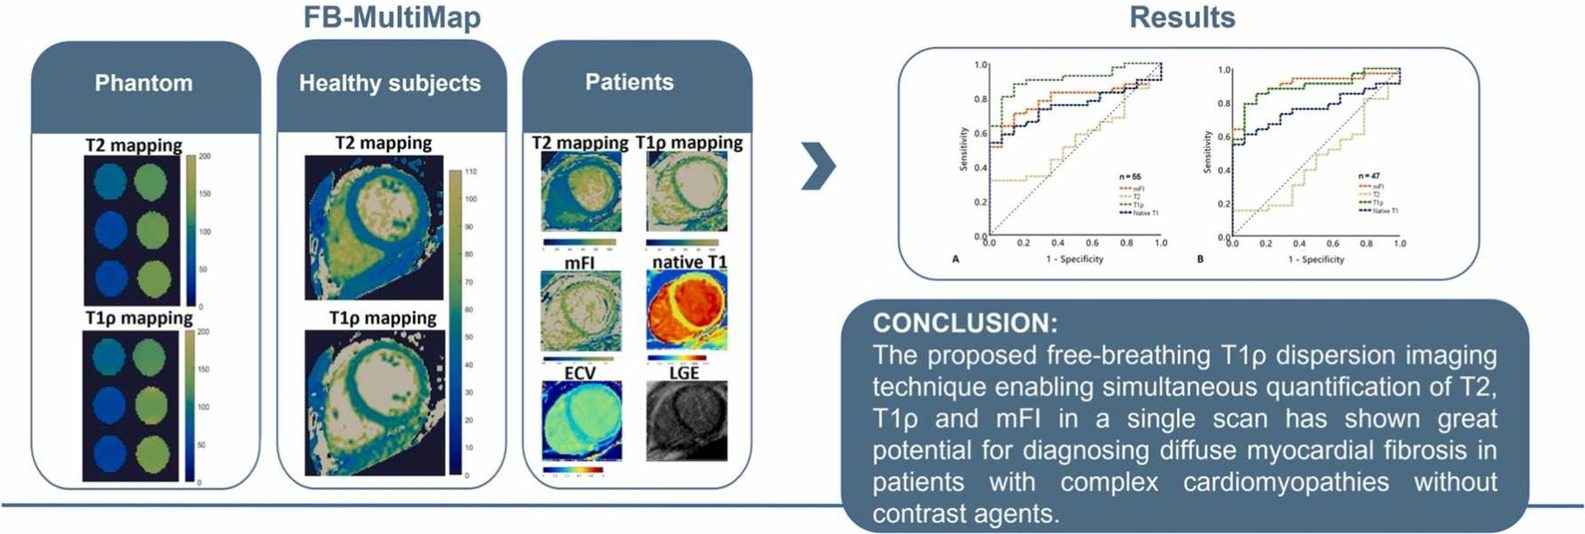 FB-MultiMap
Phantom
T2 mapping
200
150
100
50
0
T1ρ mapping
200
150
100
50
0
Healthy subjects
T2 mapping
T1ρ mapping
110
100
90
80
70
60
50
40
30
20
10
0
Patients
T2 mapping T1ρ mapping
mFI native T1
ECV LGE
Results
1.0
0.8
0.6
0.4
0.2
0.0
Sensitivity
n = 55
mFI
T2
T1ρ
Native T1
0.0 0.2 0.4 0.6 0.8 1.0
A 1 - Specificity
1.0
0.8
0.6
0.4
0.2
0.0
Sensitivity
n = 47
mFI
T2
T1ρ
Native T1
0.0 0.2 0.4 0.6 0.8 1.0
B 1 - Specificity
CONCLUSION:
The proposed free-breathing T1ρ dispersion imaging
technique enabling simultaneous quantification of T2,
T1ρ and mFI in a single scan has shown great
potential for diagnosing diffuse myocardial fibrosis in
patients with complex cardiomyopathies without
contrast agents.